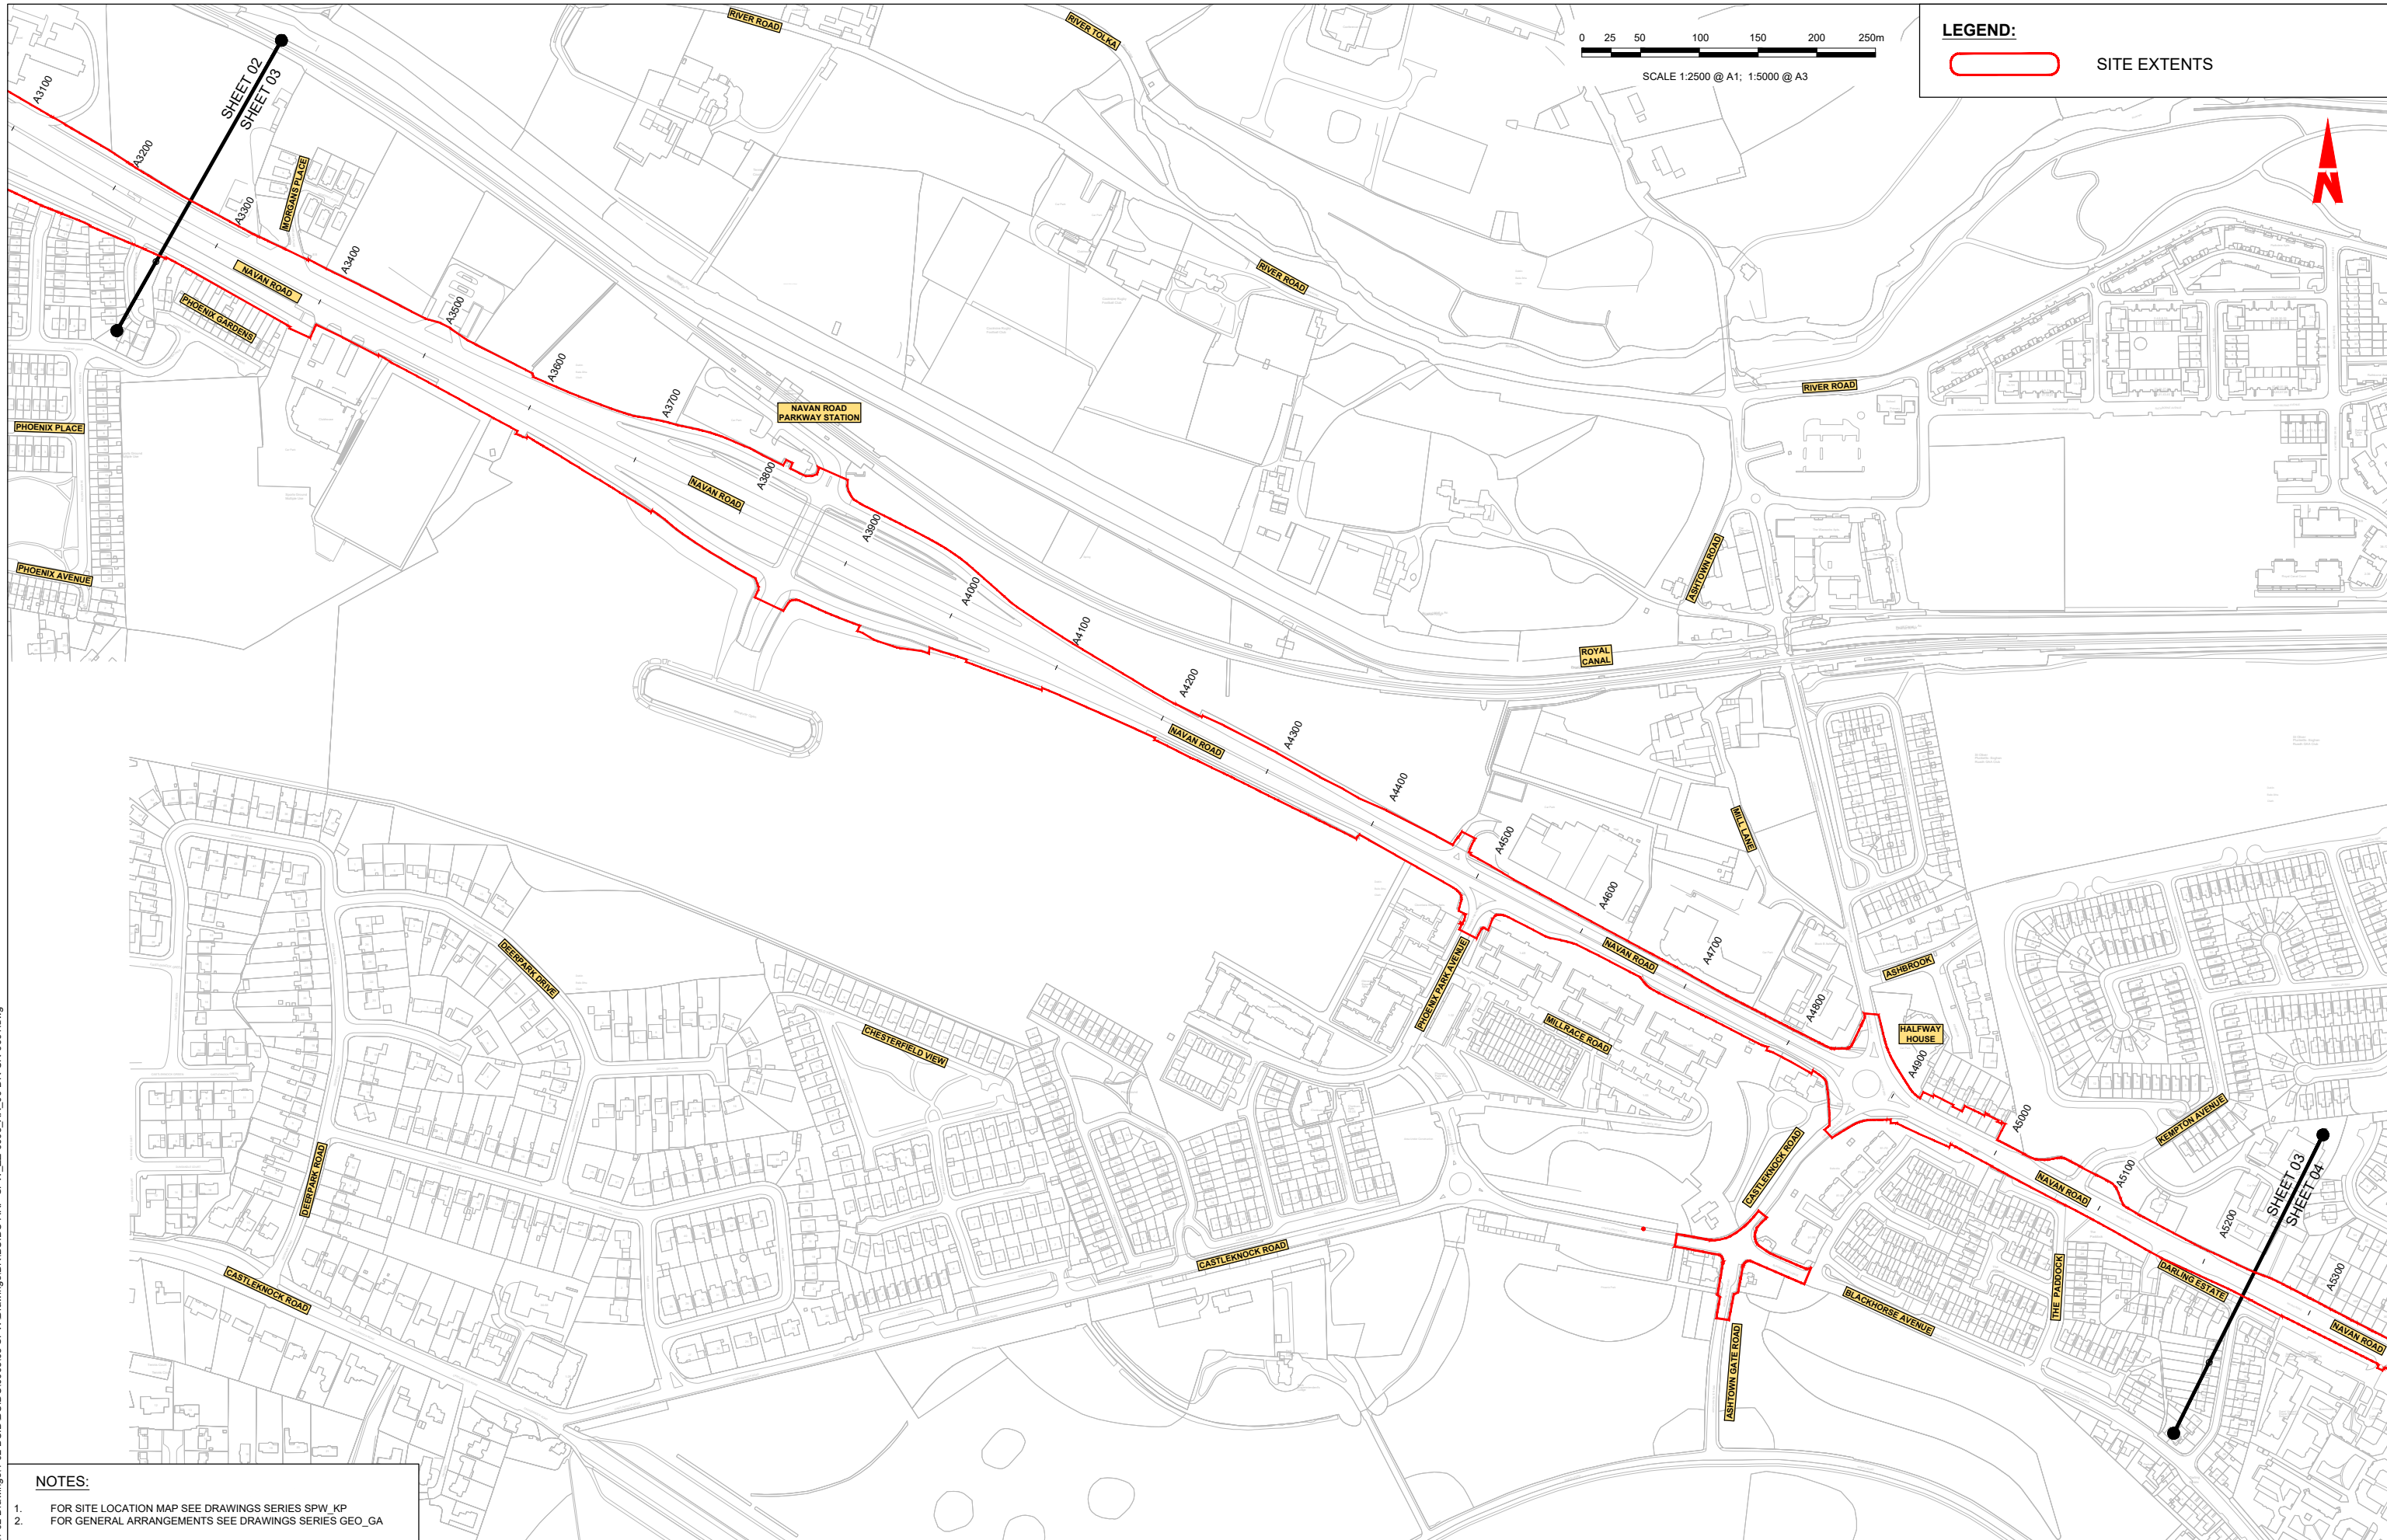 RIVER ROAD
RIVER TOLKA
0 25 50 100 150 200 250m
SCALE 1:2500 @ A1; 1:5000 @ A3
LEGEND:
SITE EXTENTS
N
A3100
A3200
SHEET 02
SHEET 03
MORGANS PLACE
A3300
A3400
NAVAN ROAD
PHOENIX GARDENS
A3500
A3600
A3700
RIVER ROAD
RIVER ROAD
NAVAN ROAD
PARKWAY STATION
PHOENIX PLACE
A3800
NAVAN ROAD
A3900
PHOENIX AVENUE
A4000
ASHTOWN ROAD
A4100
ROYAL
CANAL
A4200
NAVAN ROAD
A4300
A4400
MILL LANE
A4500
A4600
NAVAN ROAD
A4700
ASHBROOK
DEERPARK DRIVE
PHOENIX PARK AVENUE
A4800
HALFWAY
HOUSE
CHESTERFIELD VIEW
MILLRACE ROAD
A4900
A5000
KEMPTON AVENUE
DEERPARK ROAD
CASTLEKNOCK ROAD
A5100
NAVAN ROAD
SHEET 03
SHEET 04
A5200
CASTLEKNOCK ROAD
CASTLEKNOCK ROAD
THE PADDOCK
DARLING ESTATE
A5300
BLACKHORSE AVENUE
NAVAN ROAD
ASHTOWN GATE ROAD
NOTES:
1. FOR SITE LOCATION MAP SEE DRAWINGS SERIES SPW_KP
2. FOR GENERAL ARRANGEMENTS SEE DRAWINGS SERIES GEO_GA